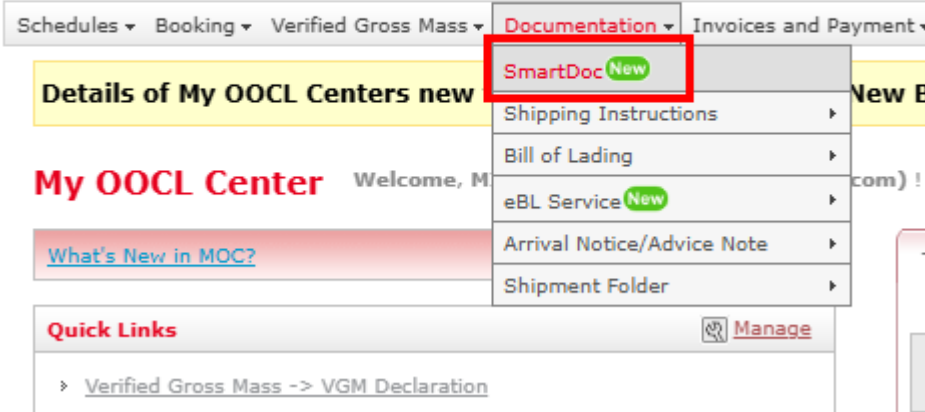 Schedules Booking Verified Gross Mass Documentation Invoices and Payment
SmartDoc New
Details of My OOCL Centers new New
Shipping Instructions
Bill of Lading
My OOCL Center Welcome, com) !
eBL Service New
Arrival Notice/Advice Note
What's New in MOC?
Shipment Folder
Quick Links Manage
Verified Gross Mass -> VGM Declaration